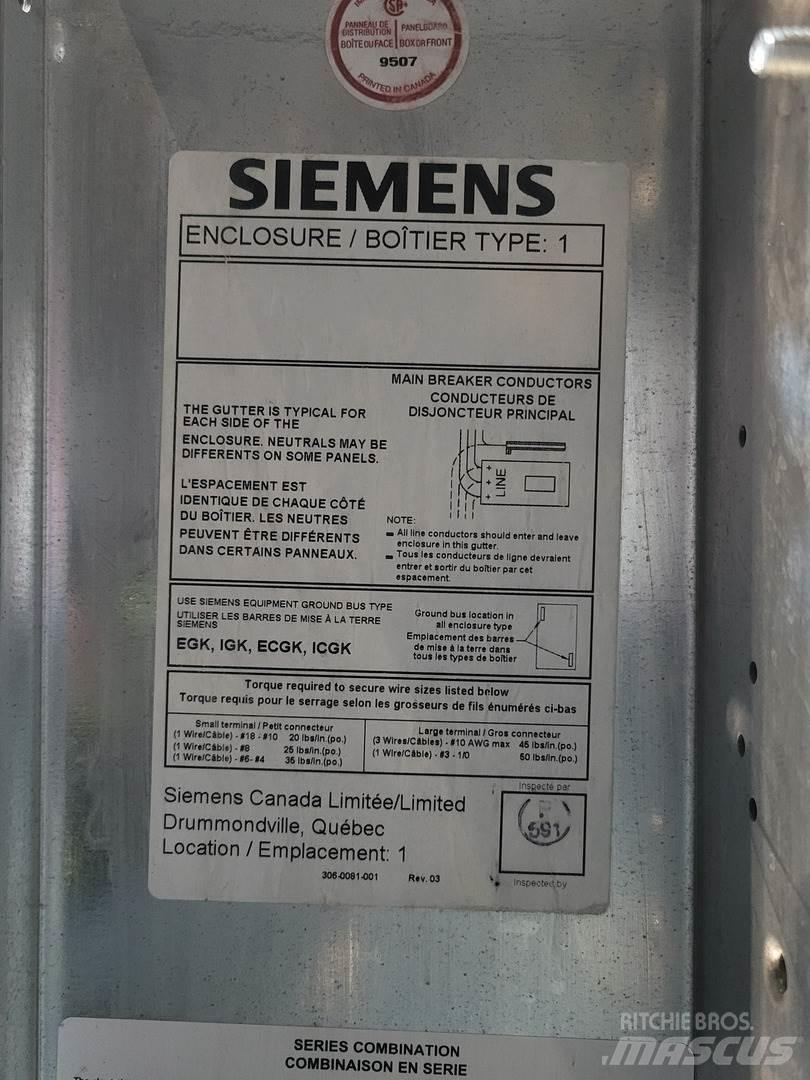 PANNEAU DE DISTRIBUTION PANELBOARD
BOÎTE OU FACE BOX OR FRONT
9507
PRINTED IN CANADA
SIEMENS
ENCLOSURE / BOÎTIER TYPE: 1
MAIN BREAKER CONDUCTORS
CONDUCTEURS DE
DISJONCTEUR PRINCIPAL
THE GUTTER IS TYPICAL FOR
EACH SIDE OF THE
ENCLOSURE. NEUTRALS MAY BE
DIFFERENTS ON SOME PANELS.
L'ESPACEMENT EST
IDENTIQUE DE CHAQUE CÔTÉ
DU BOÎTIER. LES NEUTRES
PEUVENT ÊTRE DIFFÉRENTS
DANS CERTAINS PANNEAUX.
+ + + LINE
NOTE:
All line conductors should enter and leave
enclosure in this gutter.
Tous les conducteurs de ligne devraient
entrer et sortir du boîtier par cet
espacement.
USE SIEMENS EQUIPMENT GROUND BUS TYPE
UTILISER LES BARRES DE MISE À LA TERRE
SIEMENS
EGK, IGK, ECGK, ICGK
Ground bus location in
all enclosure type
Emplacement des barres
de mise à la terre dans
tous les types de boîtier
Torque required to secure wire sizes listed below
Torque requis pour le serrage selon les grosseurs de fils énumérés ci-bas
Small terminal / Petit connecteur
(1 Wire/Câble) - #18 - #10 20 lbs/in.(po.)
(1 Wire/Câble) - #8 25 lbs/in.(po.)
(1 Wire/Câble) - #6- #4 35 lbs/in.(po.)
Large terminal / Gros connecteur
(3 Wires/Câbles) - #10 AWG max 45 lbs/in.(po.)
(1 Wire/Câble) - #3 - 1/0 50 lbs/in.(po.)
Siemens Canada Limitée/Limited
Drummondville, Québec
Location / Emplacement: 1
306-0081-001 Rev. 03
Inspecté par
591
Inspected by
SERIES COMBINATION
COMBINAISON EN SERIE
RITCHIE BROS.
MASCUS